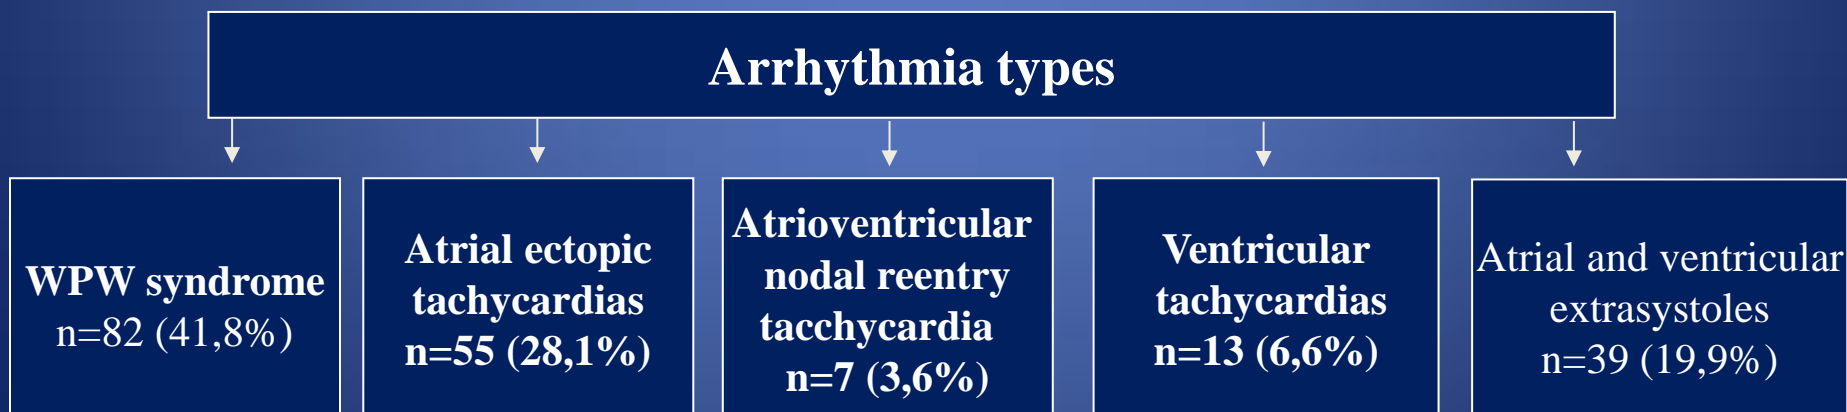 Arrhythmia types
WPW syndrome
n=82 (41,8%)
Atrial ectopic
tachycardias
n=55 (28,1%)
Atrioventricular
nodal reentry
tacchycardia
n=7 (3,6%)
Ventricular
tachycardias
n=13 (6,6%)
Atrial and ventricular
extrasystoles
n=39 (19,9%)